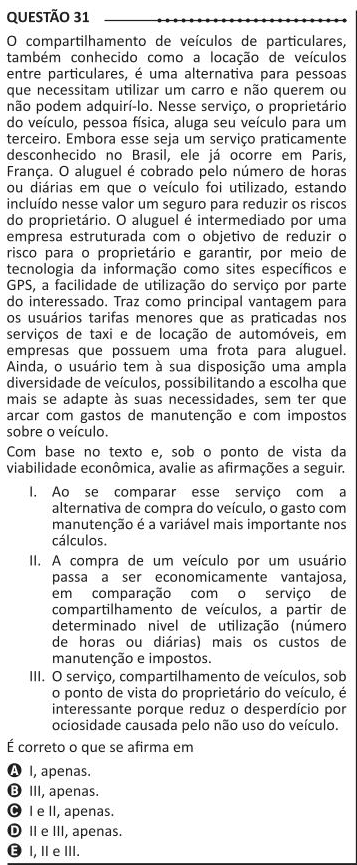 QUESTÃO 31
O compartilhamento de veículos de particulares,
também conhecido como a locação de veículos
entre particulares, é uma alternativa para pessoas
que necessitam utilizar um carro e não querem ou
não podem adquirí-lo. Nesse serviço, o proprietário
do veículo, pessoa física, aluga seu veículo para um
terceiro. Embora esse seja um serviço praticamente
desconhecido no Brasil, ele já ocorre em Paris,
França. O aluguel é cobrado pelo número de horas
ou diárias em que o veículo foi utilizado, estando
incluído nesse valor um seguro para reduzir os riscos
do proprietário. O aluguel é intermediado por uma
empresa estruturada com o objetivo de reduzir o
risco para o proprietário e garantir, por meio de
tecnologia da informação como sites específicos e
GPS, a facilidade de utilização do serviço por parte
do interessado. Traz como principal vantagem para
os usuários tarifas menores que as praticadas nos
serviços de taxi e de locação de automóveis, em
empresas que possuem uma frota para aluguel.
Ainda, o usuário tem à sua disposição uma ampla
diversidade de veículos, possibilitando a escolha que
mais se adapte às suas necessidades, sem ter que
arcar com gastos de manutenção e com impostos
sobre o veículo.
Com base no texto e, sob o ponto de vista da
viabilidade econômica, avalie as afirmações a seguir.
I. Ao se comparar esse serviço com a
alternativa de compra do veículo, o gasto com
manutenção é a variável mais importante nos
cálculos.
II. A compra de um veículo por um usuário
passa a ser economicamente vantajosa,
em comparação com o serviço de
compartilhamento de veículos, a partir de
determinado nivel de utilização (número
de horas ou diárias) mais os custos de
manutenção e impostos.
III. O serviço, compartilhamento de veículos, sob
o ponto de vista do proprietário do veículo, é
interessante porque reduz o desperdício por
ociosidade causada pelo não uso do veículo.
É correto o que se afirma em
A I, apenas.
B III, apenas.
C I e II, apenas.
D II e III, apenas.
E I, II e III.